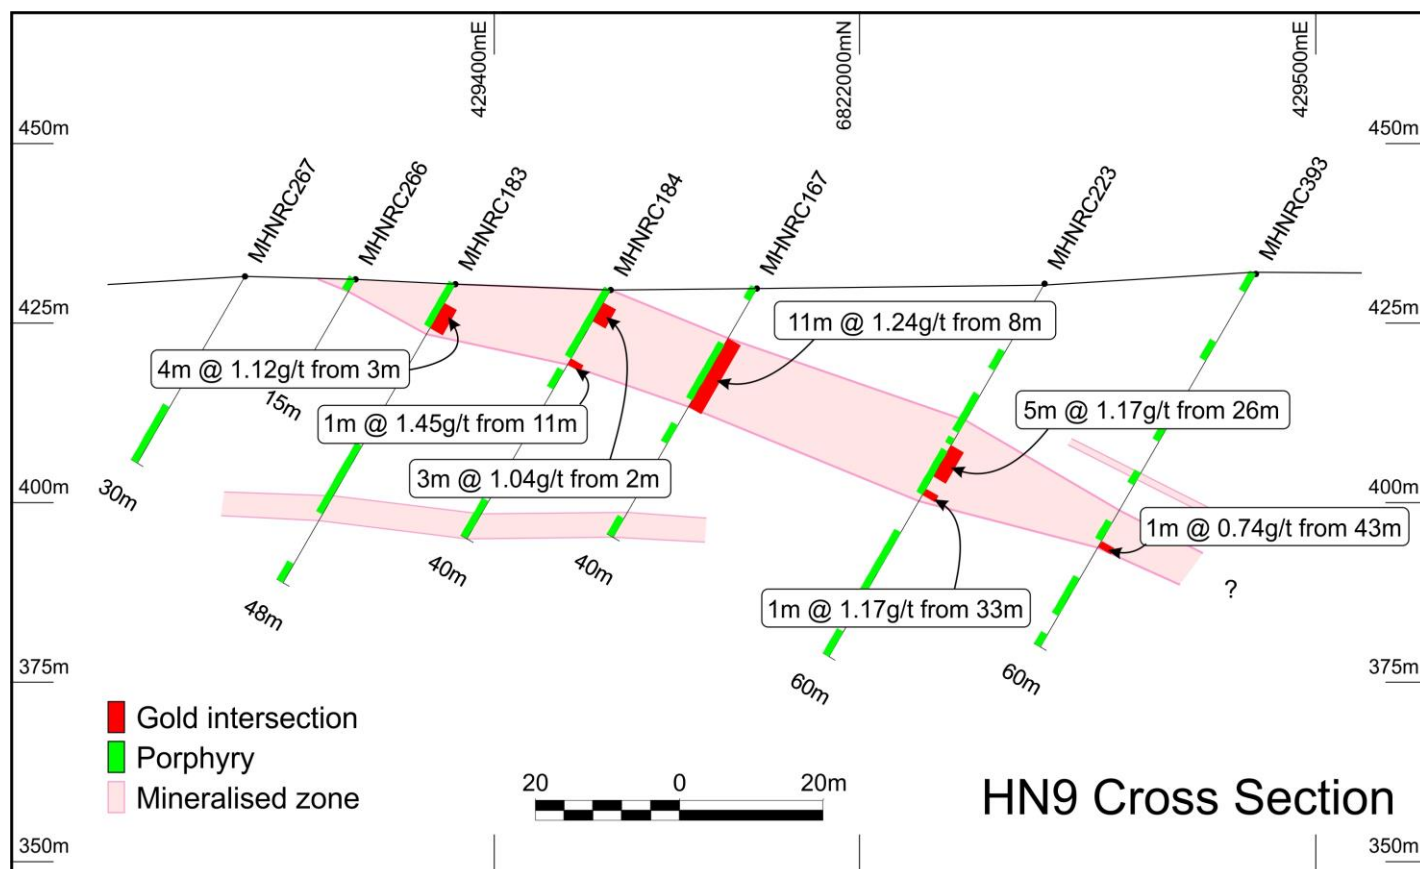 429400mE
6822000mN
429500mE
450m
450m
MHNRC267
MHNRC266
MHNRC183
MHNRC184
MHNRC167
MHNRC223
MHNRC393
425m
425m
11m @ 1.24g/t from 8m
4m @ 1.12g/t from 3m
15m
1m @ 1.45g/t from 11m
5m @ 1.17g/t from 26m
3m @ 1.04g/t from 2m
30m
400m
400m
1m @ 0.74g/t from 43m
40m
40m
48m
1m @ 1.17g/t from 33m
?
60m
60m
375m
375m
Gold intersection
Porphyry
Mineralised zone
20 0 20m
HN9 Cross Section
350m
350m